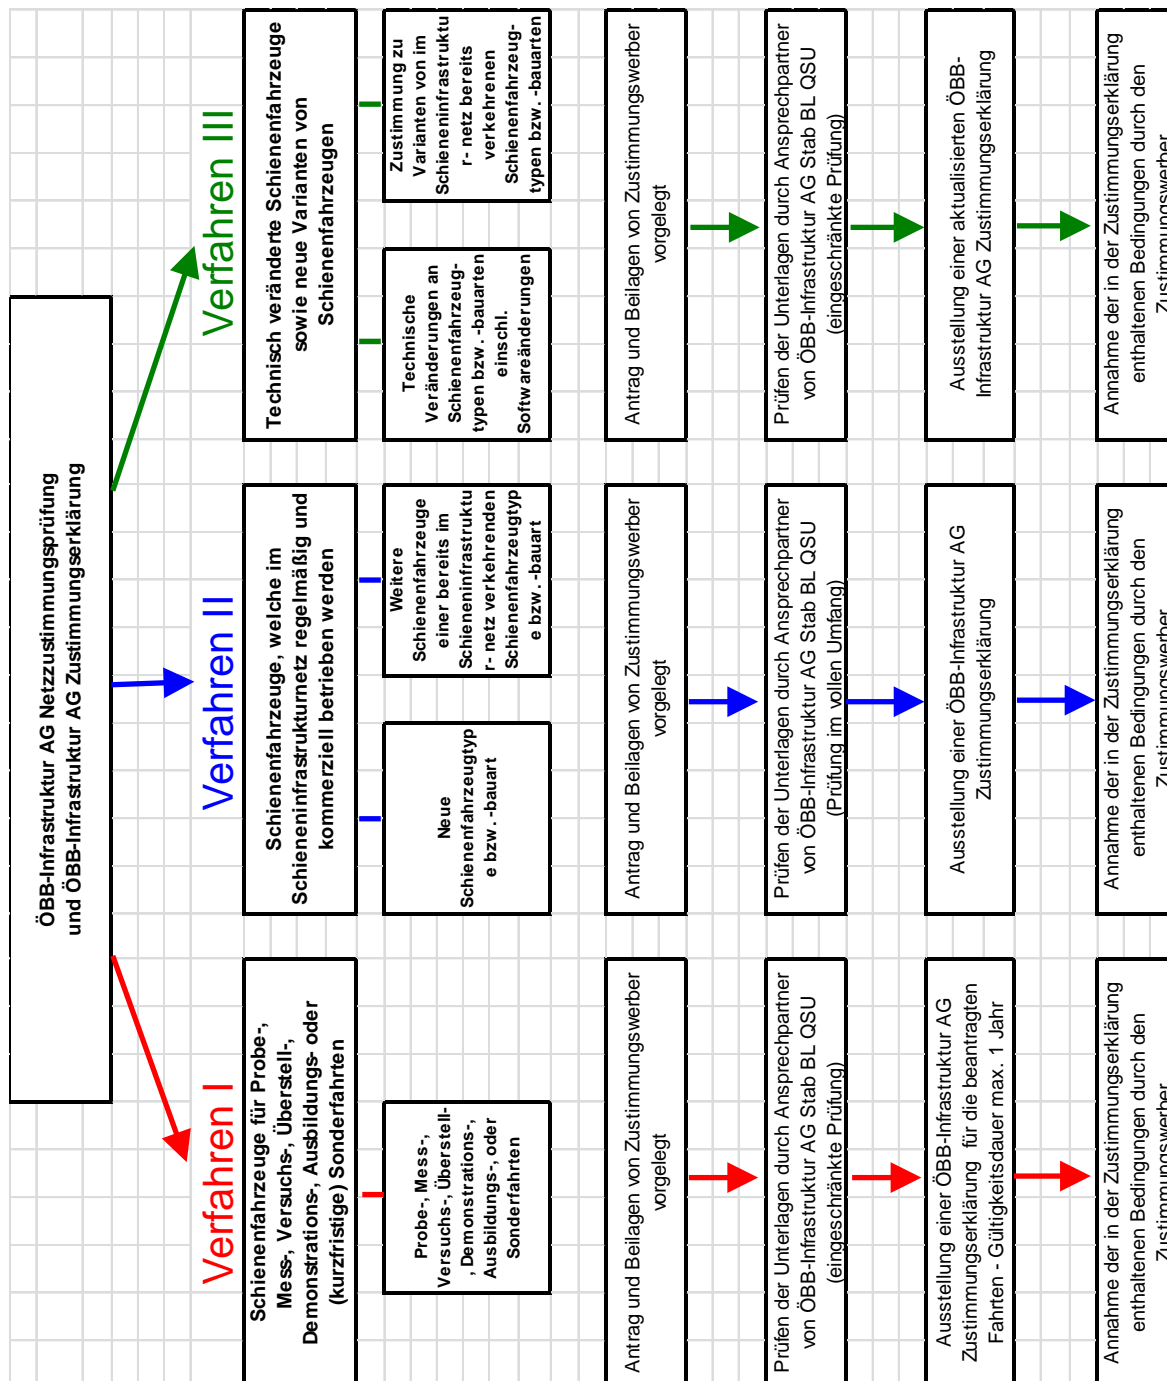 ÖBB-Infrastruktur AG Netzzustimmungsprüfung
und ÖBB-Infrastruktur AG Zustimmungserklärung
Verfahren I
Schienenfahrzeuge für Probe-,
Mess-, Versuchs-, Überstell-,
Demonstrations-, Ausbildungs- oder
(kurzfristige) Sonderfahrten
Probe-, Mess-,
Versuchs-, Überstell-
, Demonstrations-,
Ausbildungs-, oder
Sonderfahrten
Antrag und Beilagen von Zustimmungswerber
vorgelegt
Prüfen der Unterlagen durch Ansprechpartner
von ÖBB-Infrastruktur AG Stab BL QSU
(eingeschränkte Prüfung)
Ausstellung einer ÖBB-Infrastruktur AG
Zustimmungserklärung für die beantragten
Fahrten - Gültigkeitsdauer max. 1 Jahr
Annahme der in der Zustimmungserklärung
enthaltenen Bedingungen durch den
Zustimmungswerber
Verfahren II
Schienenfahrzeuge, welche im
Schieneninfrastrukturnetz regelmäßig und
kommerziell betrieben werden
Neue
Schienenfahrzeugtyp
e bzw. -bauart
Weitere
Schienenfahrzeuge
einer bereits im
Schieneninfrastruktu
r- netz verkehrenden
Schienenfahrzeugtyp
e bzw. -bauart
Antrag und Beilagen von Zustimmungswerber
vorgelegt
Prüfen der Unterlagen durch Ansprechpartner
von ÖBB-Infrastruktur AG Stab BL QSU
(Prüfung im vollen Umfang)
Ausstellung einer ÖBB-Infrastruktur AG
Zustimmungserklärung
Annahme der in der Zustimmungserklärung
enthaltenen Bedingungen durch den
Zustimmungswerber
Verfahren III
Technisch veränderte Schienenfahrzeuge
sowie neue Varianten von
Schienenfahrzeugen
Technische
Veränderungen an
Schienenfahrzeug-
typen bzw. -bauarten
einschl.
Softwareänderungen
Zustimmung zu
Varianten von im
Schieneninfrastruktu
r- netz bereits
verkehrenen
Schienenfahrzeug-
typen bzw. -bauarten
Antrag und Beilagen von Zustimmungswerber
vorgelegt
Prüfen der Unterlagen durch Ansprechpartner
von ÖBB-Infrastruktur AG Stab BL QSU
(eingeschränkte Prüfung)
Ausstellung einer aktualisierten ÖBB-
Infrastruktur AG Zustimmungserklärung
Annahme der in der Zustimmungserklärung
enthaltenen Bedingungen durch den
Zustimmungswerber